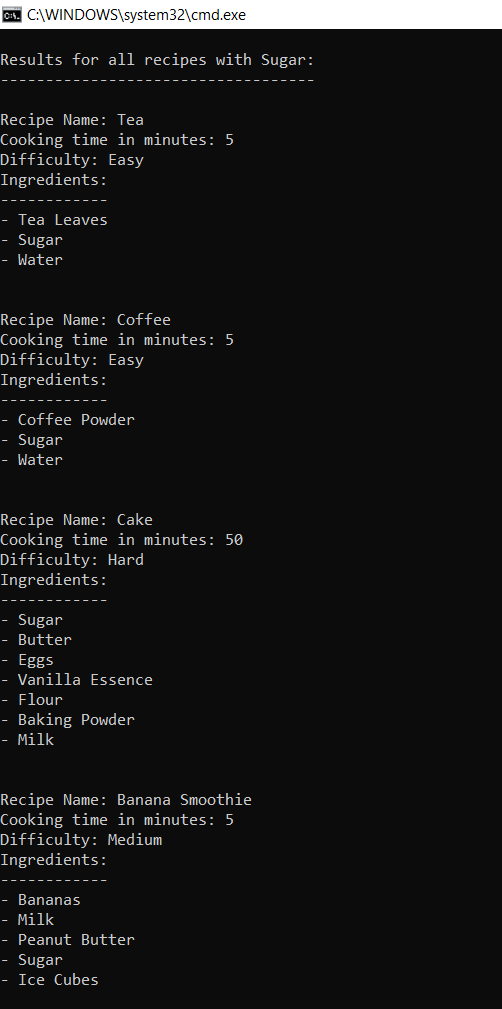 C:\WINDOWS\system32\cmd.exe
Results for all recipes with Sugar:
-----------------------------------
Recipe Name: Tea
Cooking time in minutes: 5
Difficulty: Easy
Ingredients:
------------
- Tea Leaves
- Sugar
- Water
Recipe Name: Coffee
Cooking time in minutes: 5
Difficulty: Easy
Ingredients:
------------
- Coffee Powder
- Sugar
- Water
Recipe Name: Cake
Cooking time in minutes: 50
Difficulty: Hard
Ingredients:
------------
- Sugar
- Butter
- Eggs
- Vanilla Essence
- Flour
- Baking Powder
- Milk
Recipe Name: Banana Smoothie
Cooking time in minutes: 5
Difficulty: Medium
Ingredients:
------------
- Bananas
- Milk
- Peanut Butter
- Sugar
- Ice Cubes